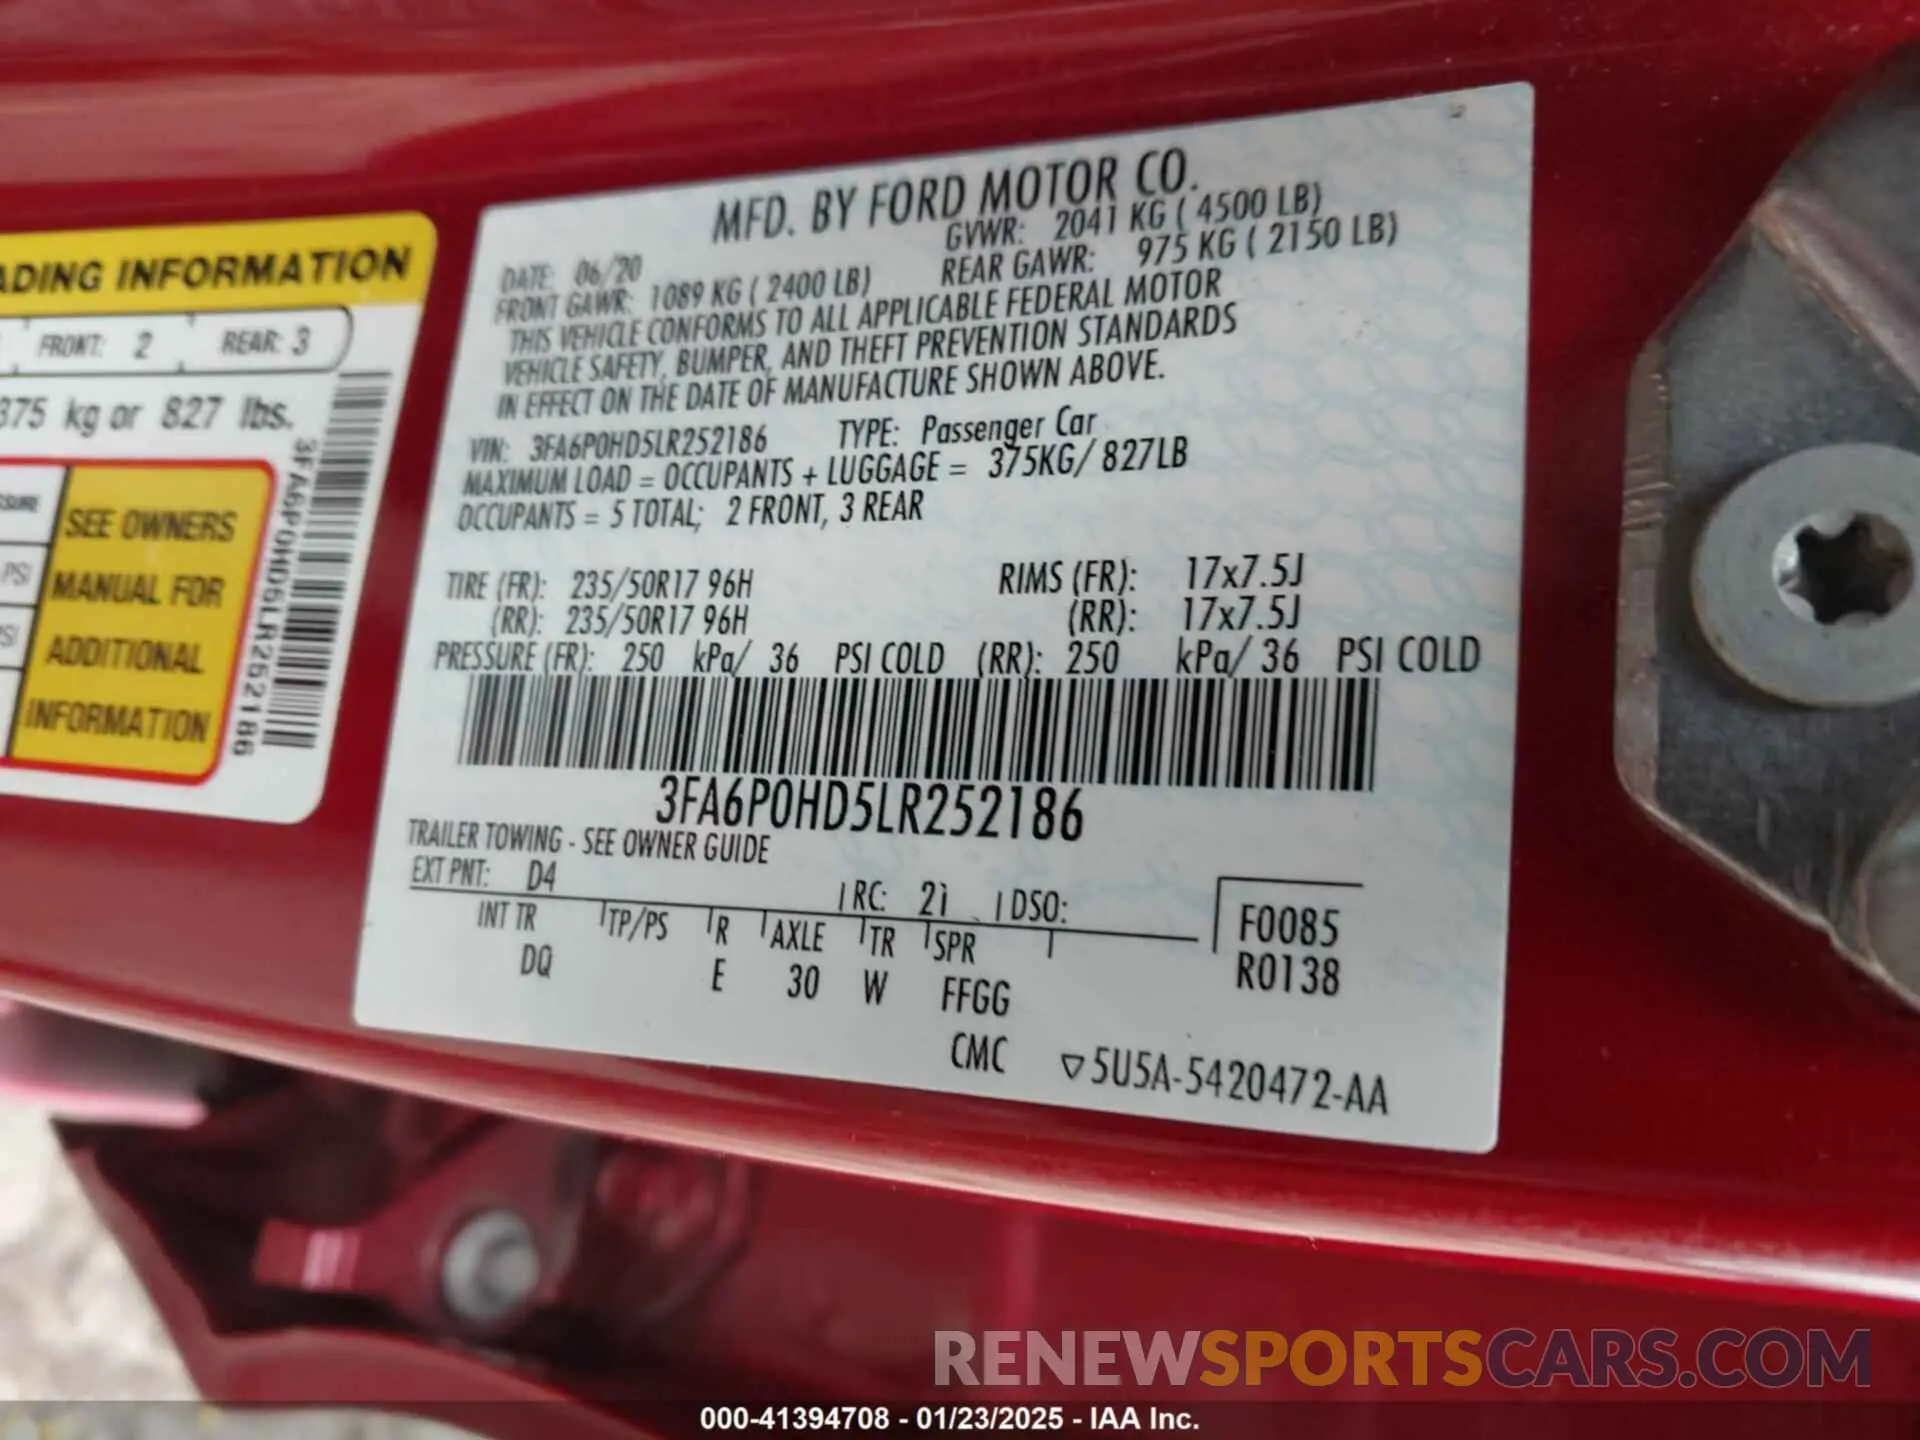 ADING INFORMATION
FRONT: 2 REAR: 3
375 kg or 827 lbs.
SEE OWNERS
MANUAL FOR
ADDITIONAL
INFORMATION
PSI
3FA6P0HD5LR252186
MFD. BY FORD MOTOR CO.
DATE: 06/20 GVWR: 2041 KG ( 4500 LB)
FRONT GAWR: 1089 KG ( 2400 LB) REAR GAWR: 975 KG ( 2150 LB)
THIS VEHICLE CONFORMS TO ALL APPLICABLE FEDERAL MOTOR
VEHICLE SAFETY, BUMPER, AND THEFT PREVENTION STANDARDS
IN EFFECT ON THE DATE OF MANUFACTURE SHOWN ABOVE.
VIN: 3FA6P0HD5LR252186 TYPE: Passenger Car
MAXIMUM LOAD = OCCUPANTS + LUGGAGE = 375KG/ 827LB
OCCUPANTS = 5 TOTAL; 2 FRONT, 3 REAR
TIRE (FR): 235/50R17 96H RIMS (FR): 17x7.5J
(RR): 235/50R17 96H (RR): 17x7.5J
PRESSURE (FR): 250 kPa/ 36 PSI COLD (RR): 250 kPa/ 36 PSI COLD
3FA6P0HD5LR252186
TRAILER TOWING - SEE OWNER GUIDE
EXT PNT: D4 RC: 21 DSO:
INT TR TP/PS R AXLE TR SPR F0085
DQ E 30 W FFGG R0138
CMC ▽5U5A-5420472-AA
RENEWSPORTSCARS.COM
000-41394708 - 01/23/2025 - IAA Inc.